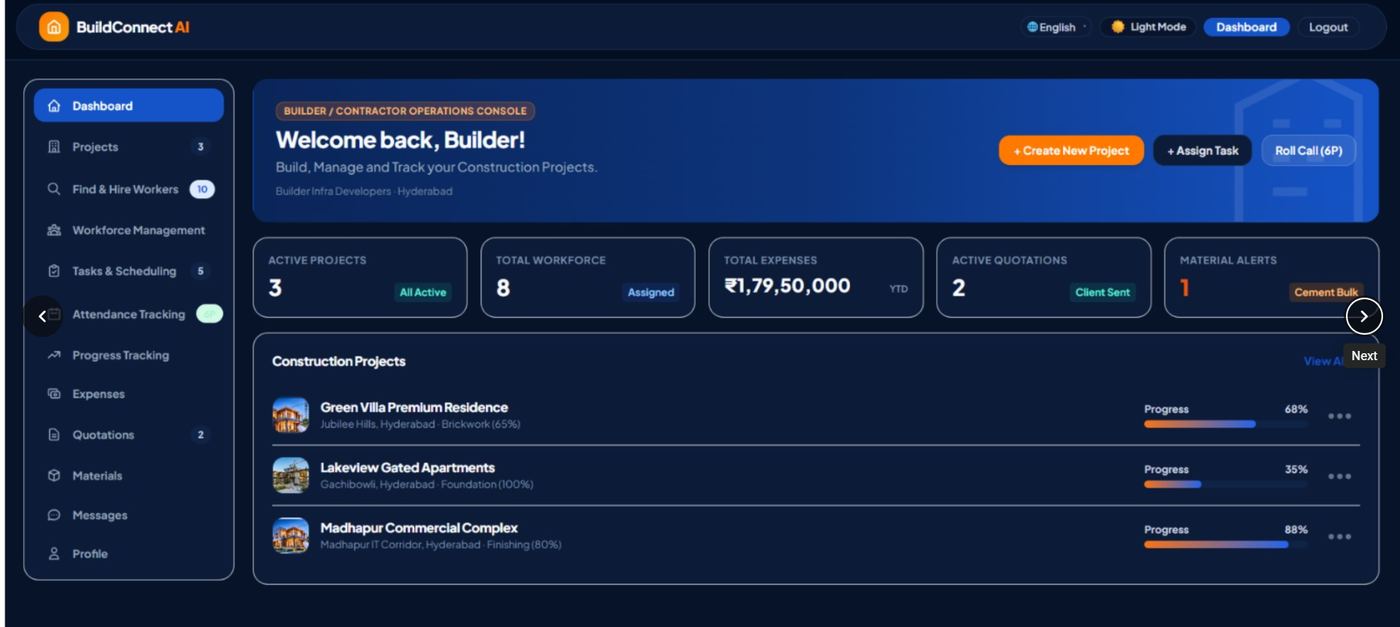 BuildConnect AI
English
Light Mode
Dashboard
Logout
Dashboard
Projects 3
Find & Hire Workers 10
Workforce Management
Tasks & Scheduling 5
Attendance Tracking
Progress Tracking
Expenses
Quotations 2
Materials
Messages
Profile
BUILDER / CONTRACTOR OPERATIONS CONSOLE
Welcome back, Builder!
Build, Manage and Track your Construction Projects.
Builder Infra Developers · Hyderabad
+ Create New Project
+ Assign Task
Roll Call (6P)
ACTIVE PROJECTS
3 All Active
TOTAL WORKFORCE
8 Assigned
TOTAL EXPENSES
₹1,79,50,000 YTD
ACTIVE QUOTATIONS
2 Client Sent
MATERIAL ALERTS
1 Cement Bulk
Next
Construction Projects
View
Green Villa Premium Residence
Jubilee Hills, Hyderabad · Brickwork (65%)
Progress 68%
Lakeview Gated Apartments
Gachibowli, Hyderabad · Foundation (100%)
Progress 35%
Madhapur Commercial Complex
Madhapur IT Corridor, Hyderabad · Finishing (80%)
Progress 88%